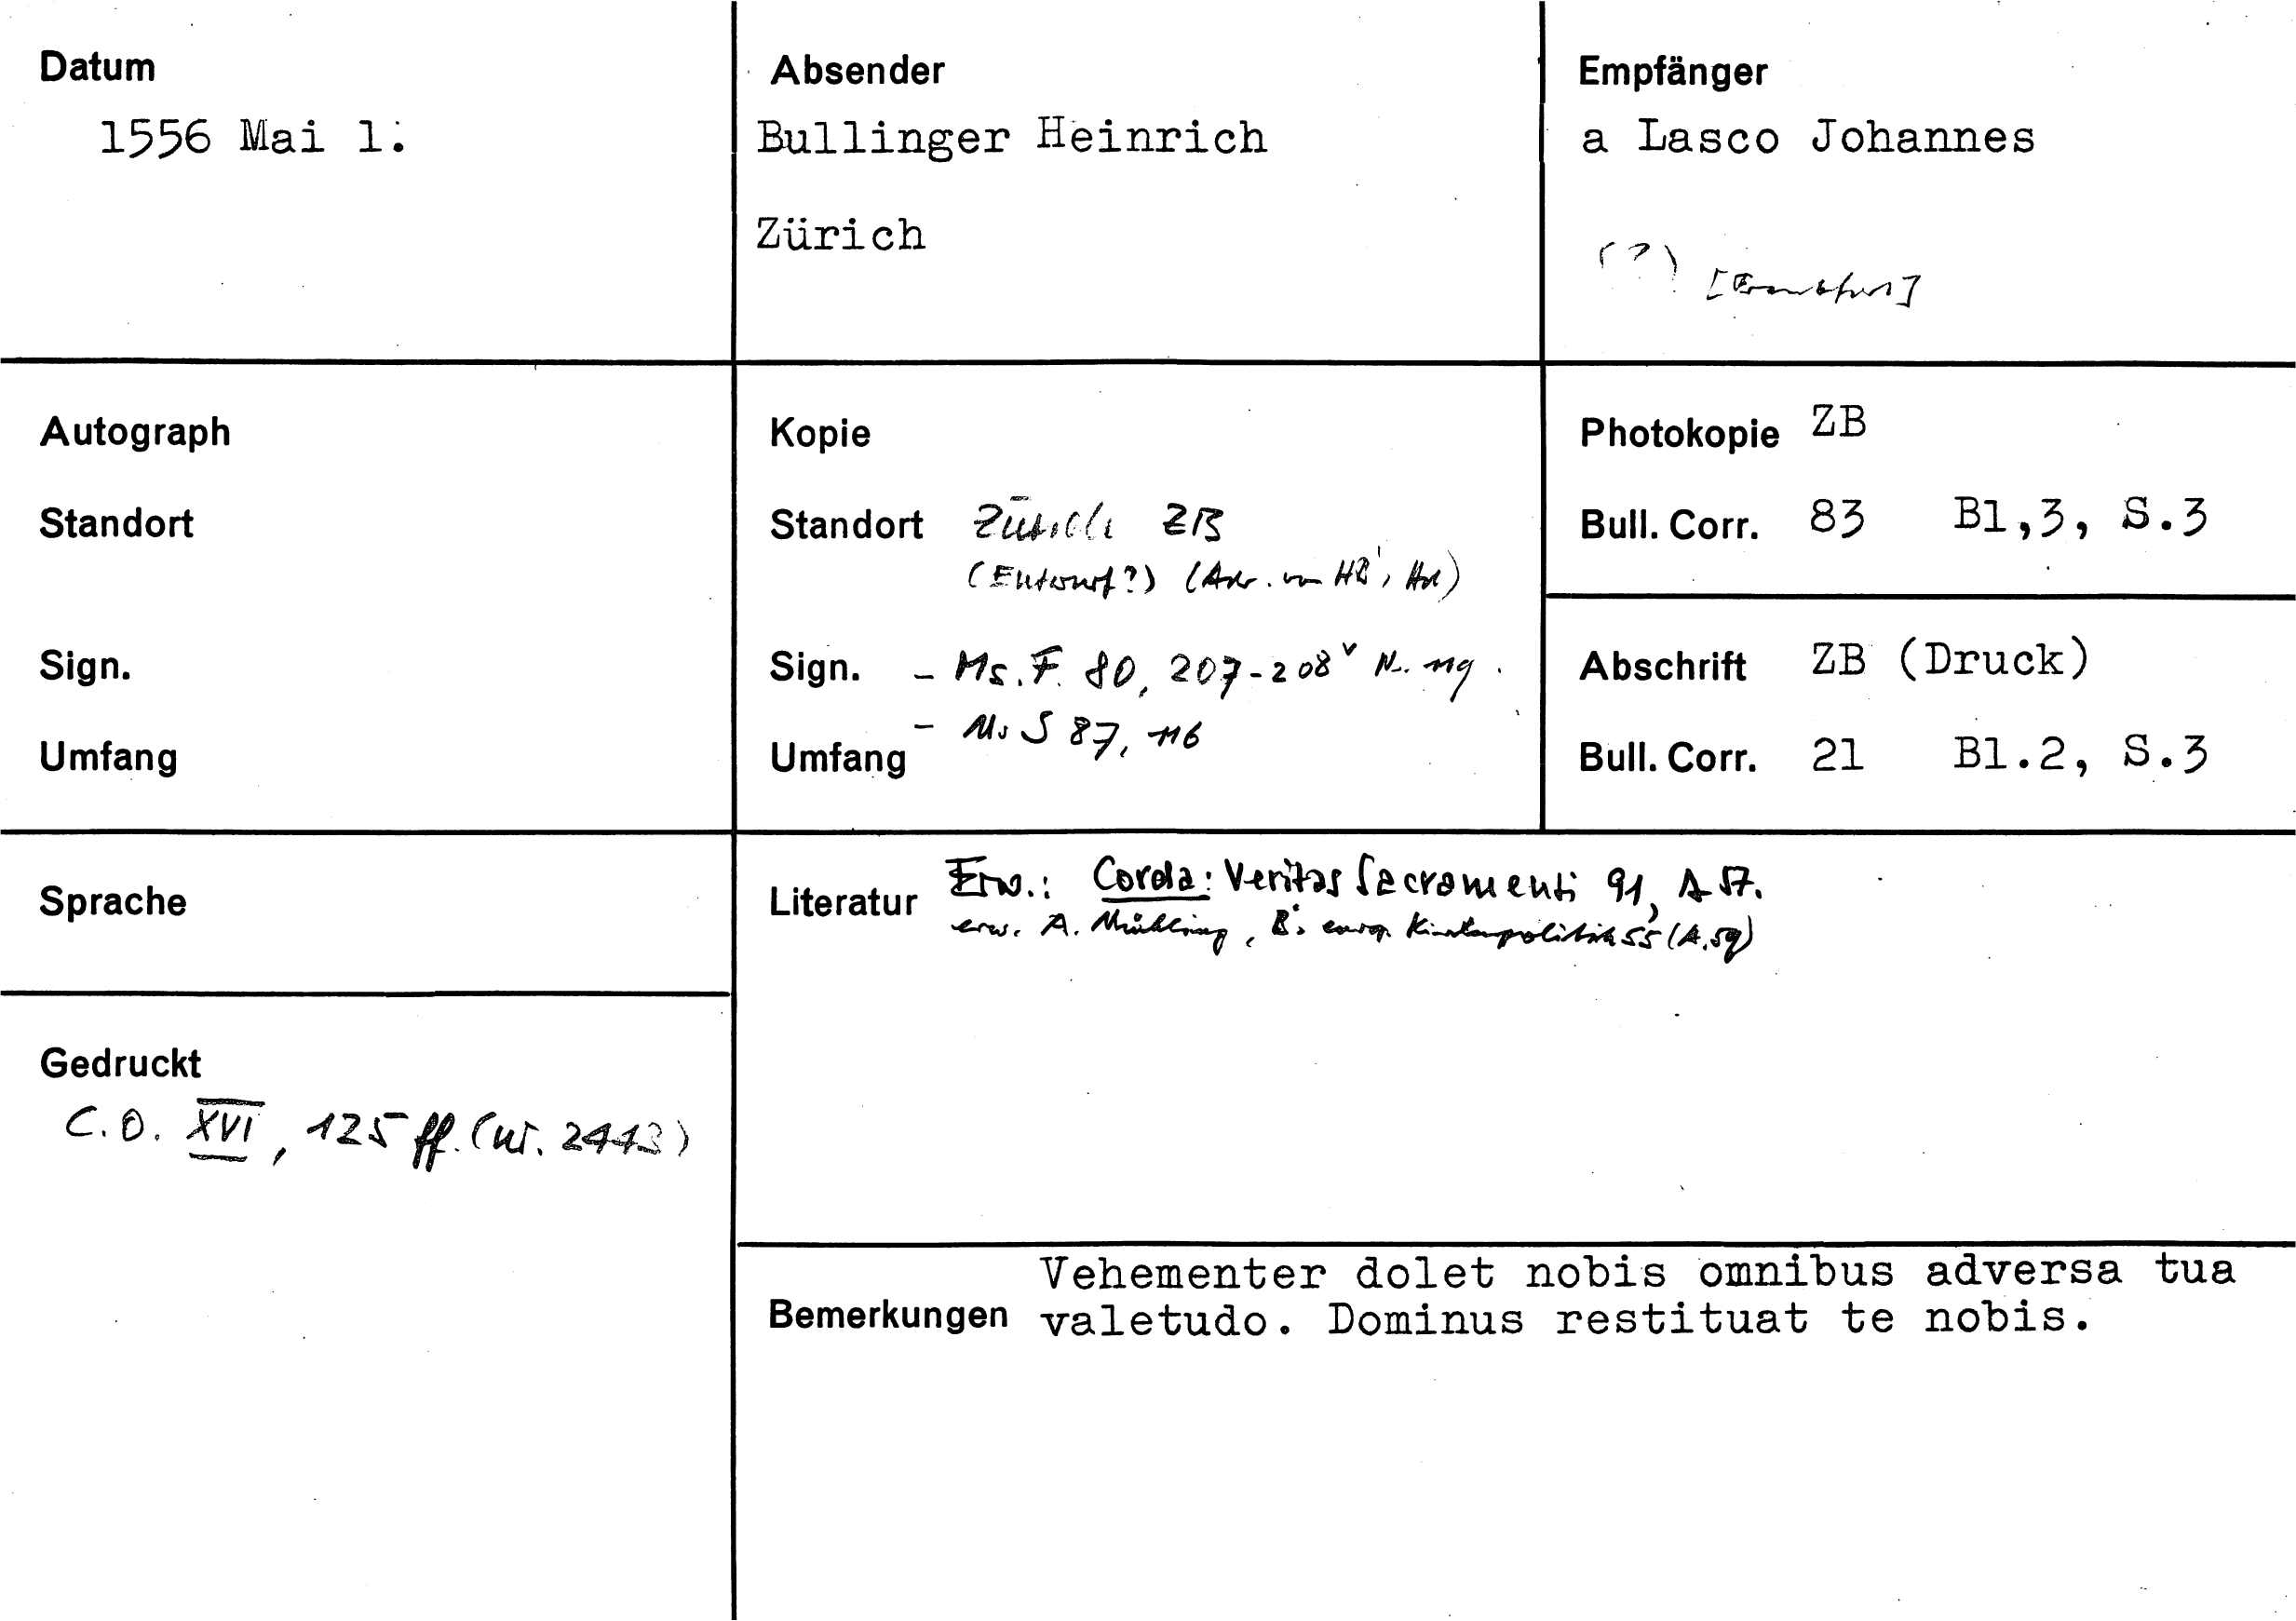 Datum
1556 Mai 1.
Absender
Bullinger Heinrich
Zürich
Empfänger
a Lasco Johannes
(?) [Frankfurt]
Autograph
Standort
Sign.
Umfang
Kopie
Standort Zürich ZB
(Entwurf?) (Adr. von HB's Hd)
Sign. - Ms. F. 80, 207-208v Nr. 119.
- Ms S 87, 116
Umfang
Photokopie ZB
Bull. Corr. 83 Bl,3, S.3
Abschrift ZB (Druck)
Bull. Corr. 21 Bl.2, S.3
Sprache
Literatur Erw.: Corda: Veritas Sacramenti 91, A 57.
erw. A. Mühling, B's europ. Kirchenpolitik 55 (A. 59)
Gedruckt
C.O. XVI, 125 ff. (nr. 2443)
Bemerkungen Vehementer dolet nobis omnibus adversa tua
valetudo. Dominus restituat te nobis.